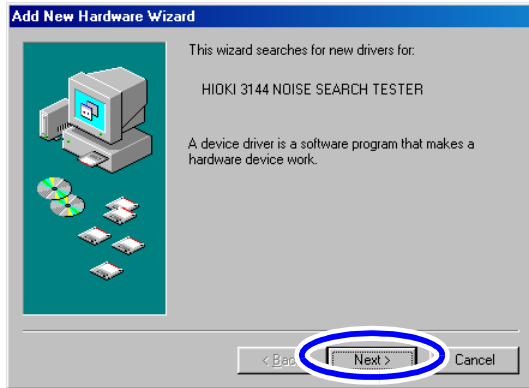 Add New Hardware Wizard
This wizard searches for new drivers for:
HIOKI 3144 NOISE SEARCH TESTER
A device driver is a software program that makes a
hardware device work.
< Back Next > Cancel